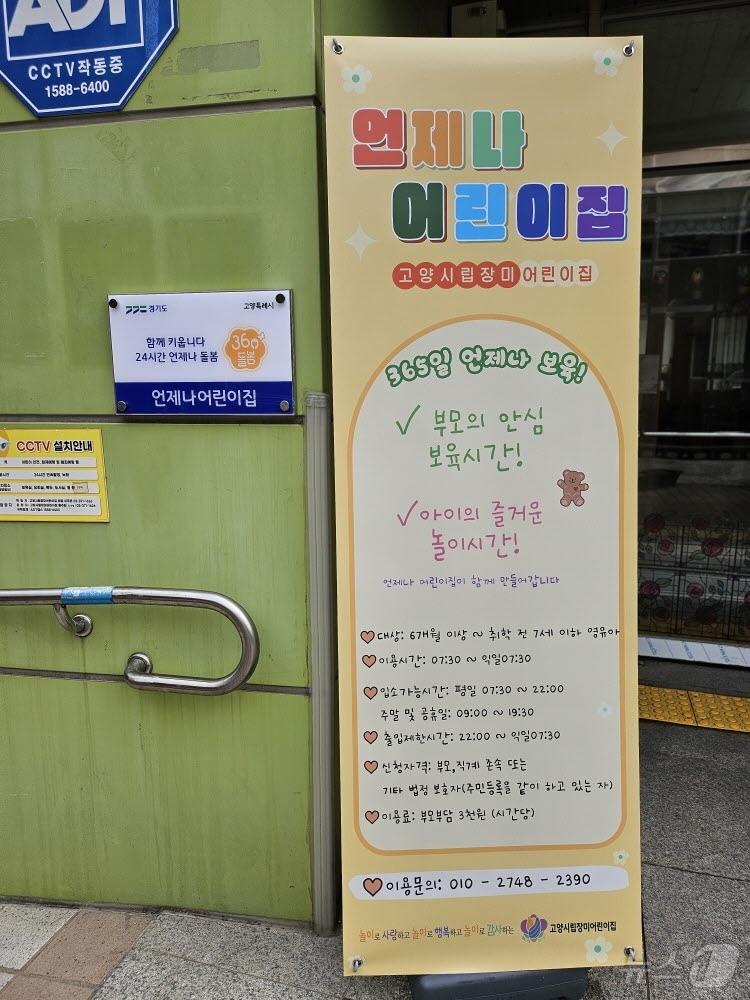 ADT
CCTV작동중
1588-6400
경기도
고양특례시
함께 키웁니다
24시간 언제나 돌봄
360°
돌봄
언제나어린이집
CCTV 설치안내
언제나
어린이집
고양시립장미어린이집
365일 언제나 보육!
✓ 부모의 안심
보육시간!
✓아이의 즐거운
놀이시간!
언제나 어린이집이 함께 만들어갑니다
대상: 6개월 이상 ~ 취학 전 7세 이하 영유아
이용시간: 07:30 ~ 익일07:30
입소가능시간: 평일 07:30 ~ 22:00
주말 및 공휴일: 09:00 ~ 19:30
출입제한시간: 22:00 ~ 익일07:30
신청자격: 부모,직계 존속 또는
기타 법정 보호자(주민등록을 같이 하고 있는 자)
이용료: 부모부담 3천원 (시간당)
이용문의: 010 - 2748 - 2390
놀이로 사랑하고 놀이로 행복하고 놀이로 감사하는
고양시립장미어린이집
뉴스1